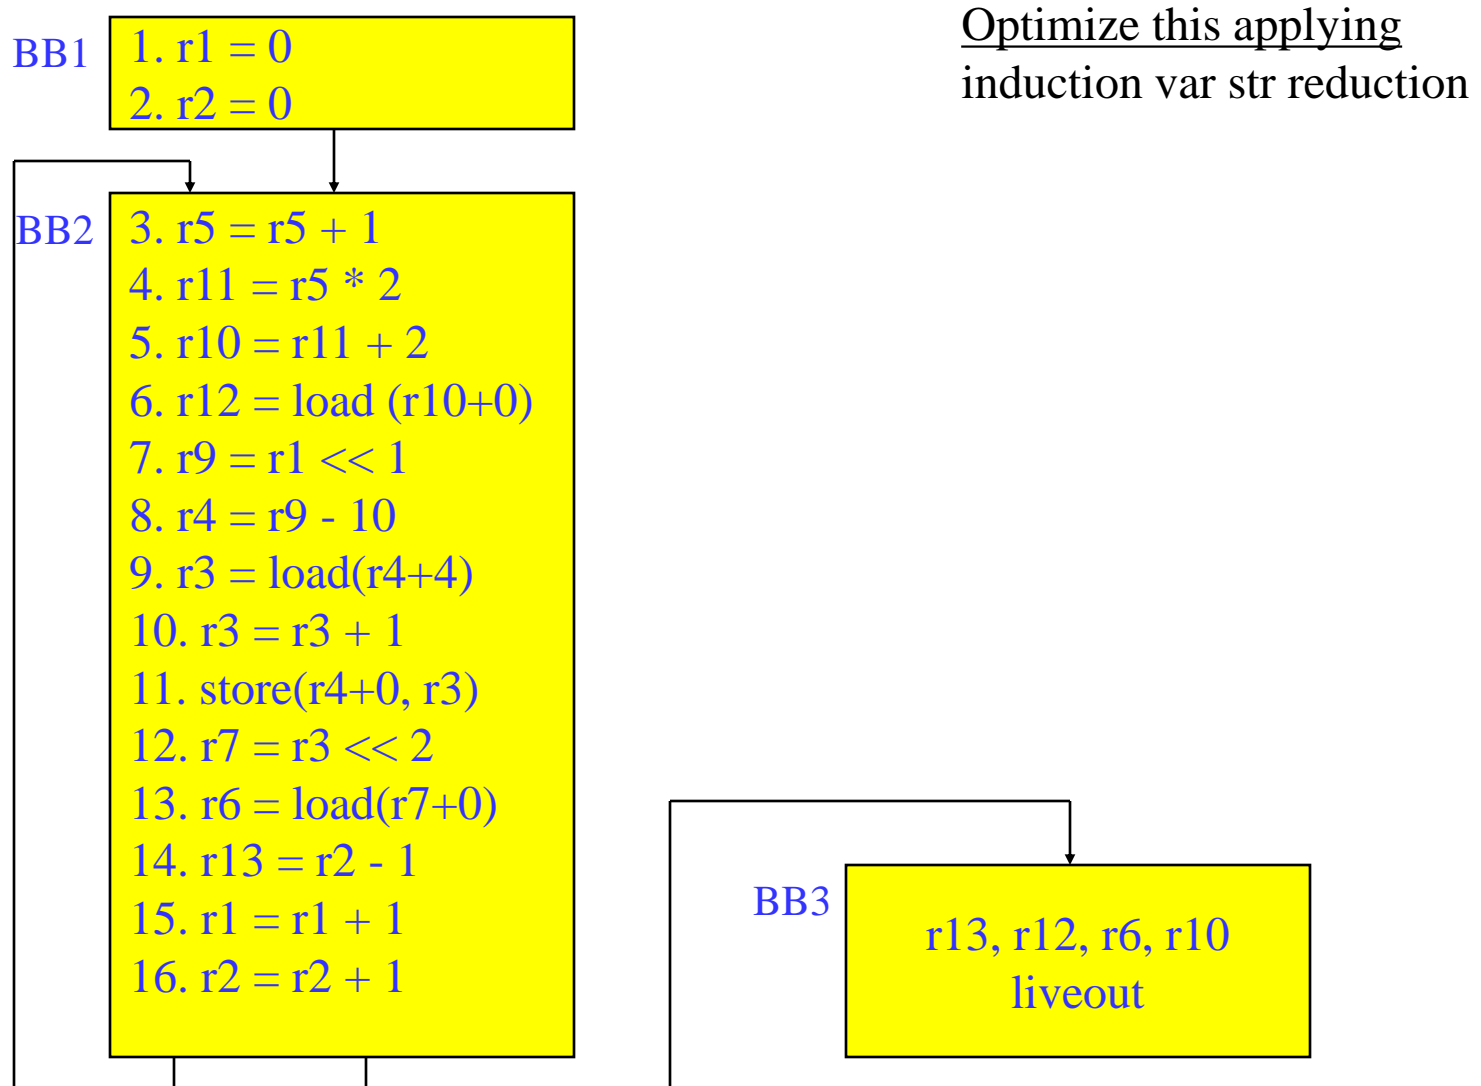 Optimize this applying
induction var str reduction
BB1
1. r1 = 0
2. r2 = 0
BB2
3. r5 = r5 + 1
4. r11 = r5 * 2
5. r10 = r11 + 2
6. r12 = load (r10+0)
7. r9 = r1 << 1
8. r4 = r9 - 10
9. r3 = load(r4+4)
10. r3 = r3 + 1
11. store(r4+0, r3)
12. r7 = r3 << 2
13. r6 = load(r7+0)
14. r13 = r2 - 1
15. r1 = r1 + 1
16. r2 = r2 + 1
BB3
r13, r12, r6, r10
liveout